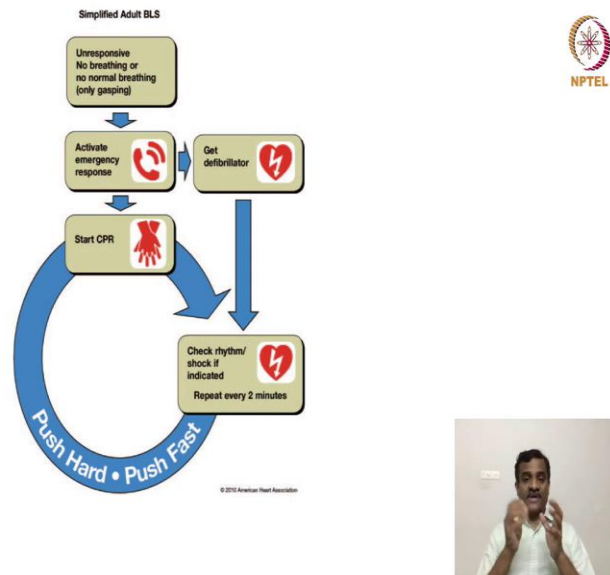 Simplified Adult BLS
NPTEL
Unresponsive
No breathing or
no normal breathing
(only gasping)
Activate
emergency
response
Get
defibrillator
Start CPR
Check rhythm/
shock if
indicated
Repeat every 2 minutes
Push Hard • Push Fast
© 2010 American Heart Association